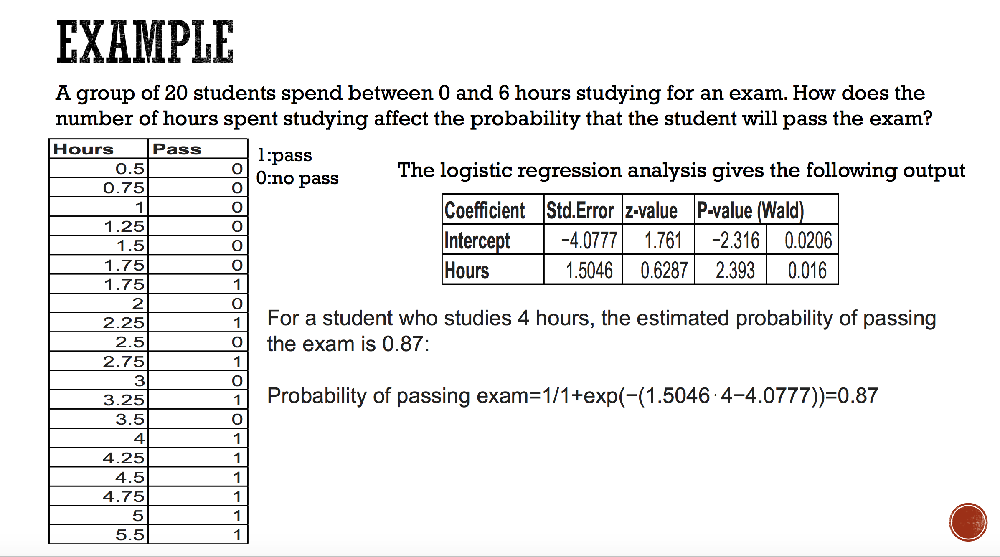 EXAMPLE
A group of 20 students spend between 0 and 6 hours studying for an exam. How does the
number of hours spent studying affect the probability that the student will pass the exam?
Hours Pass
0.5 0
0.75 0
1 0
1.25 0
1.5 0
1.75 0
1.75 1
2 0
2.25 1
2.5 0
2.75 1
3 0
3.25 1
3.5 0
4 1
4.25 1
4.5 1
4.75 1
5 1
5.5 1
1:pass
0:no pass
The logistic regression analysis gives the following output
Coefficient Std.Error z-value P-value (Wald)
Intercept −4.0777 1.761 −2.316 0.0206
Hours 1.5046 0.6287 2.393 0.016
For a student who studies 4 hours, the estimated probability of passing
the exam is 0.87:
Probability of passing exam=1/1+exp(−(1.5046·4−4.0777))=0.87